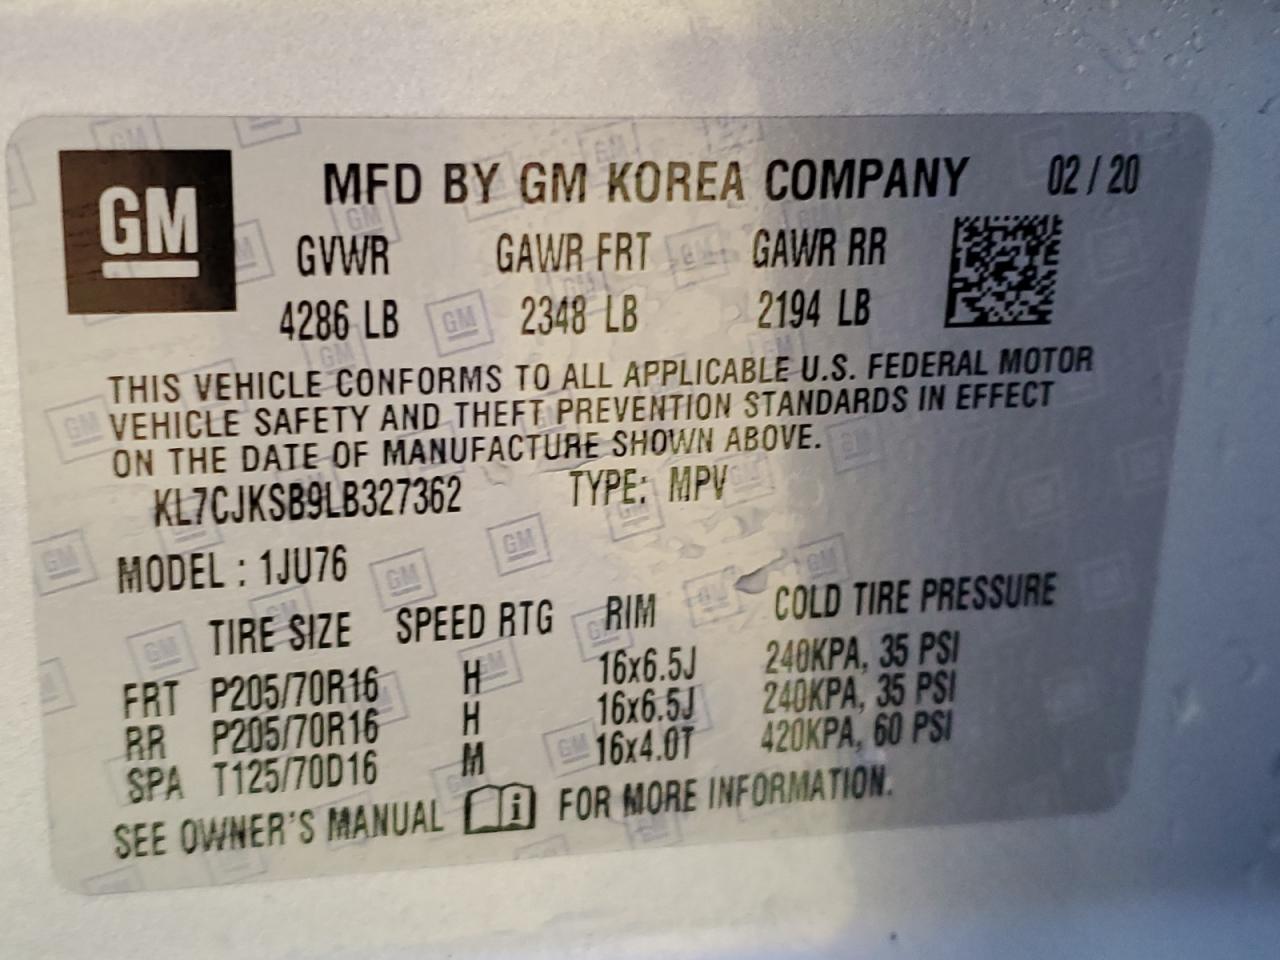 GM
MFD BY GM KOREA COMPANY 02 / 20
GVWR GAWR FRT GAWR RR
4286 LB 2348 LB 2194 LB
THIS VEHICLE CONFORMS TO ALL APPLICABLE U.S. FEDERAL MOTOR
VEHICLE SAFETY AND THEFT PREVENTION STANDARDS IN EFFECT
ON THE DATE OF MANUFACTURE SHOWN ABOVE.
KL7CJKSB9LB327362 TYPE: MPV
MODEL : 1JU76
TIRE SIZE SPEED RTG RIM COLD TIRE PRESSURE
FRT P205/70R16 H 16x6.5J 240KPA, 35 PSI
RR P205/70R16 H 16x6.5J 240KPA, 35 PSI
SPA T125/70D16 M 16x4.0T 420KPA, 60 PSI
SEE OWNER'S MANUAL FOR MORE INFORMATION.